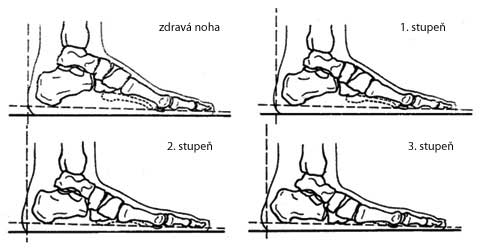 zdravá noha
1. stupeň
2. stupeň
3. stupeň